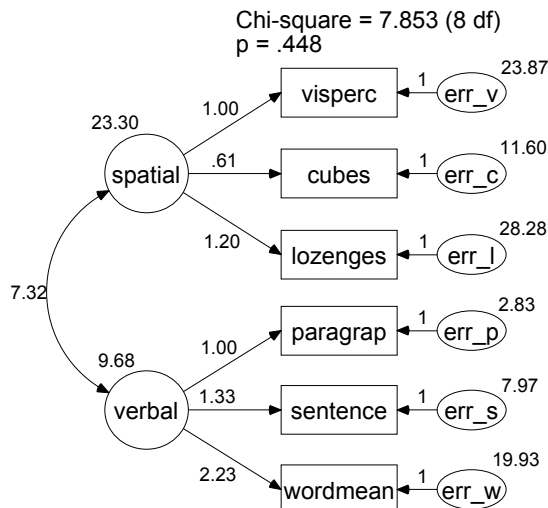 Chi-square = 7.853 (8 df)
p = .448
23.87
1.00
visperc
1
err_v
23.30
11.60
spatial
.61
cubes
1
err_c
28.28
1.20
lozenges
1
err_l
7.32
2.83
9.68
1.00
paragrap
1
err_p
7.97
verbal
1.33
sentence
1
err_s
19.93
2.23
wordmean
1
err_w